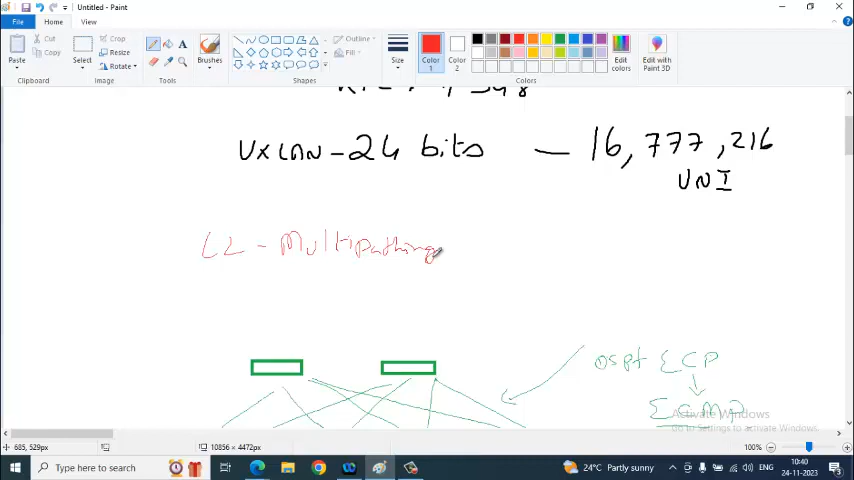 Untitled - Paint
File Home View
Paste Cut Copy Select Crop Resize Rotate Brushes Outline Fill Size Color 1 Color 2 Edit colors Edit with Paint 3D
Clipboard Image Tools Shapes Colors
VXLAN - 24 bits — 16,777,216
VNI
L2 - Multipathing
OSPF ECP
ECMP
Activate Windows
Go to Settings to activate Windows.
685, 529px 10856 × 4472px 100%
Type here to search 24°C Partly sunny ENG 10:40 24-11-2023